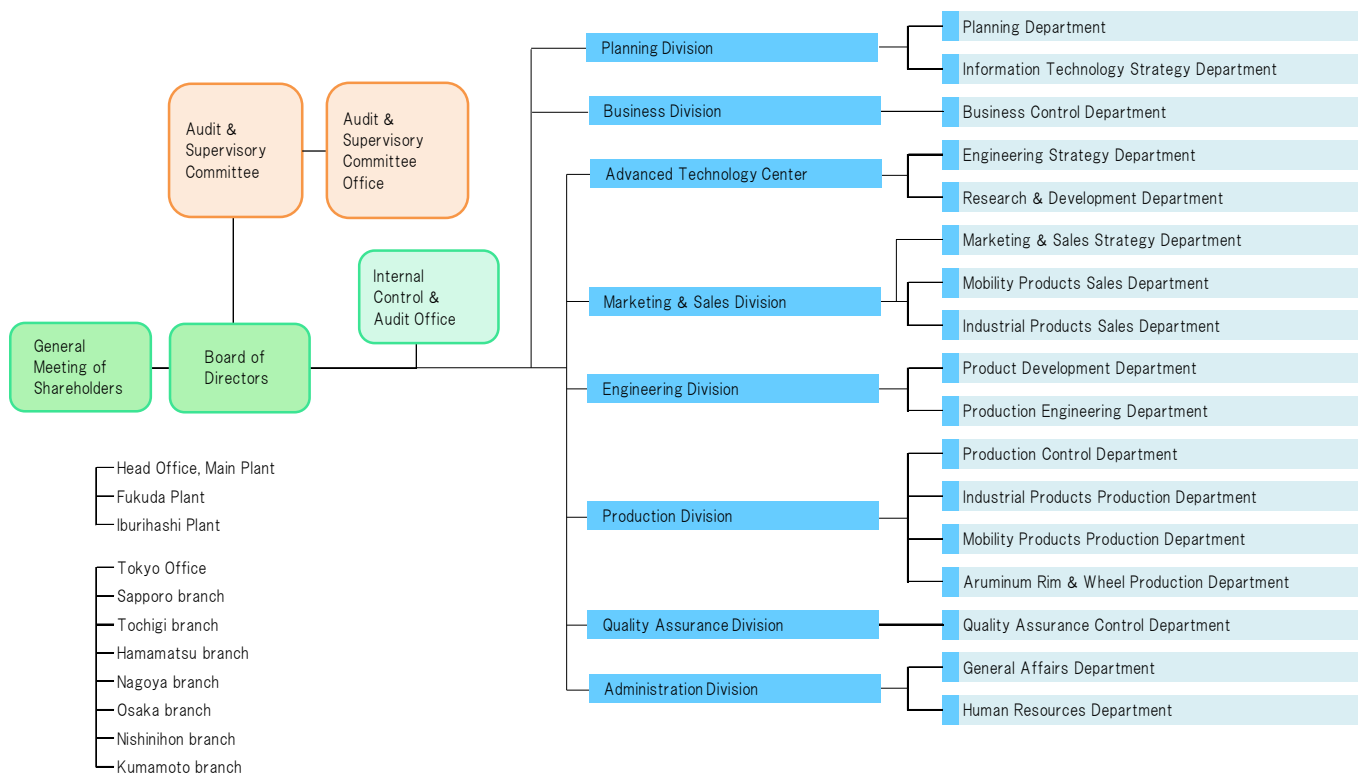 General
Meeting of
Shareholders
Board of
Directors
Audit &
Supervisory
Committee
Audit &
Supervisory
Committee
Office
Internal
Control &
Audit Office
Planning Division
Planning Department
Information Technology Strategy Department
Business Division
Business Control Department
Advanced Technology Center
Engineering Strategy Department
Research & Development Department
Marketing & Sales Division
Marketing & Sales Strategy Department
Mobility Products Sales Department
Industrial Products Sales Department
Engineering Division
Product Development Department
Production Engineering Department
Production Division
Production Control Department
Industrial Products Production Department
Mobility Products Production Department
Aruminum Rim & Wheel Production Department
Quality Assurance Division
Quality Assurance Control Department
Administration Division
General Affairs Department
Human Resources Department
Head Office, Main Plant
Fukuda Plant
Iburihashi Plant
Tokyo Office
Sapporo branch
Tochigi branch
Hamamatsu branch
Nagoya branch
Osaka branch
Nishinihon branch
Kumamoto branch